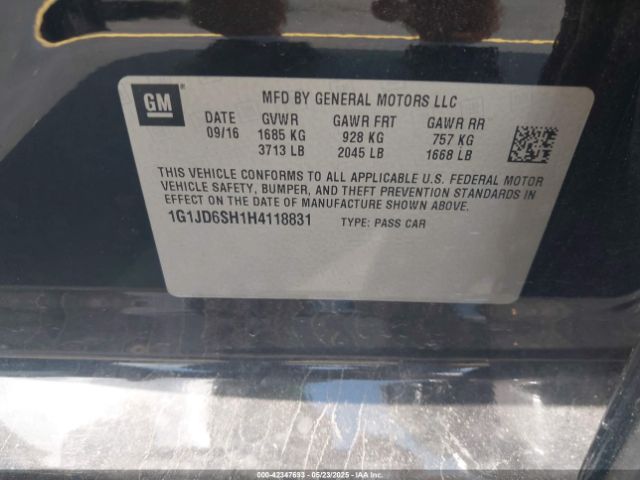 GM
MFD BY GENERAL MOTORS LLC
DATE GVWR GAWR FRT GAWR RR
09/16 1685 KG 928 KG 757 KG
3713 LB 2045 LB 1668 LB
THIS VEHICLE CONFORMS TO ALL APPLICABLE U.S. FEDERAL MOTOR
VEHICLE SAFETY, BUMPER, AND THEFT PREVENTION STANDARDS IN
EFFECT ON THE DATE OF MANUFACTURE SHOWN ABOVE.
1G1JD6SH1H4118831 TYPE: PASS CAR
000-42347693 - 05/23/2025 - IAAI.COM